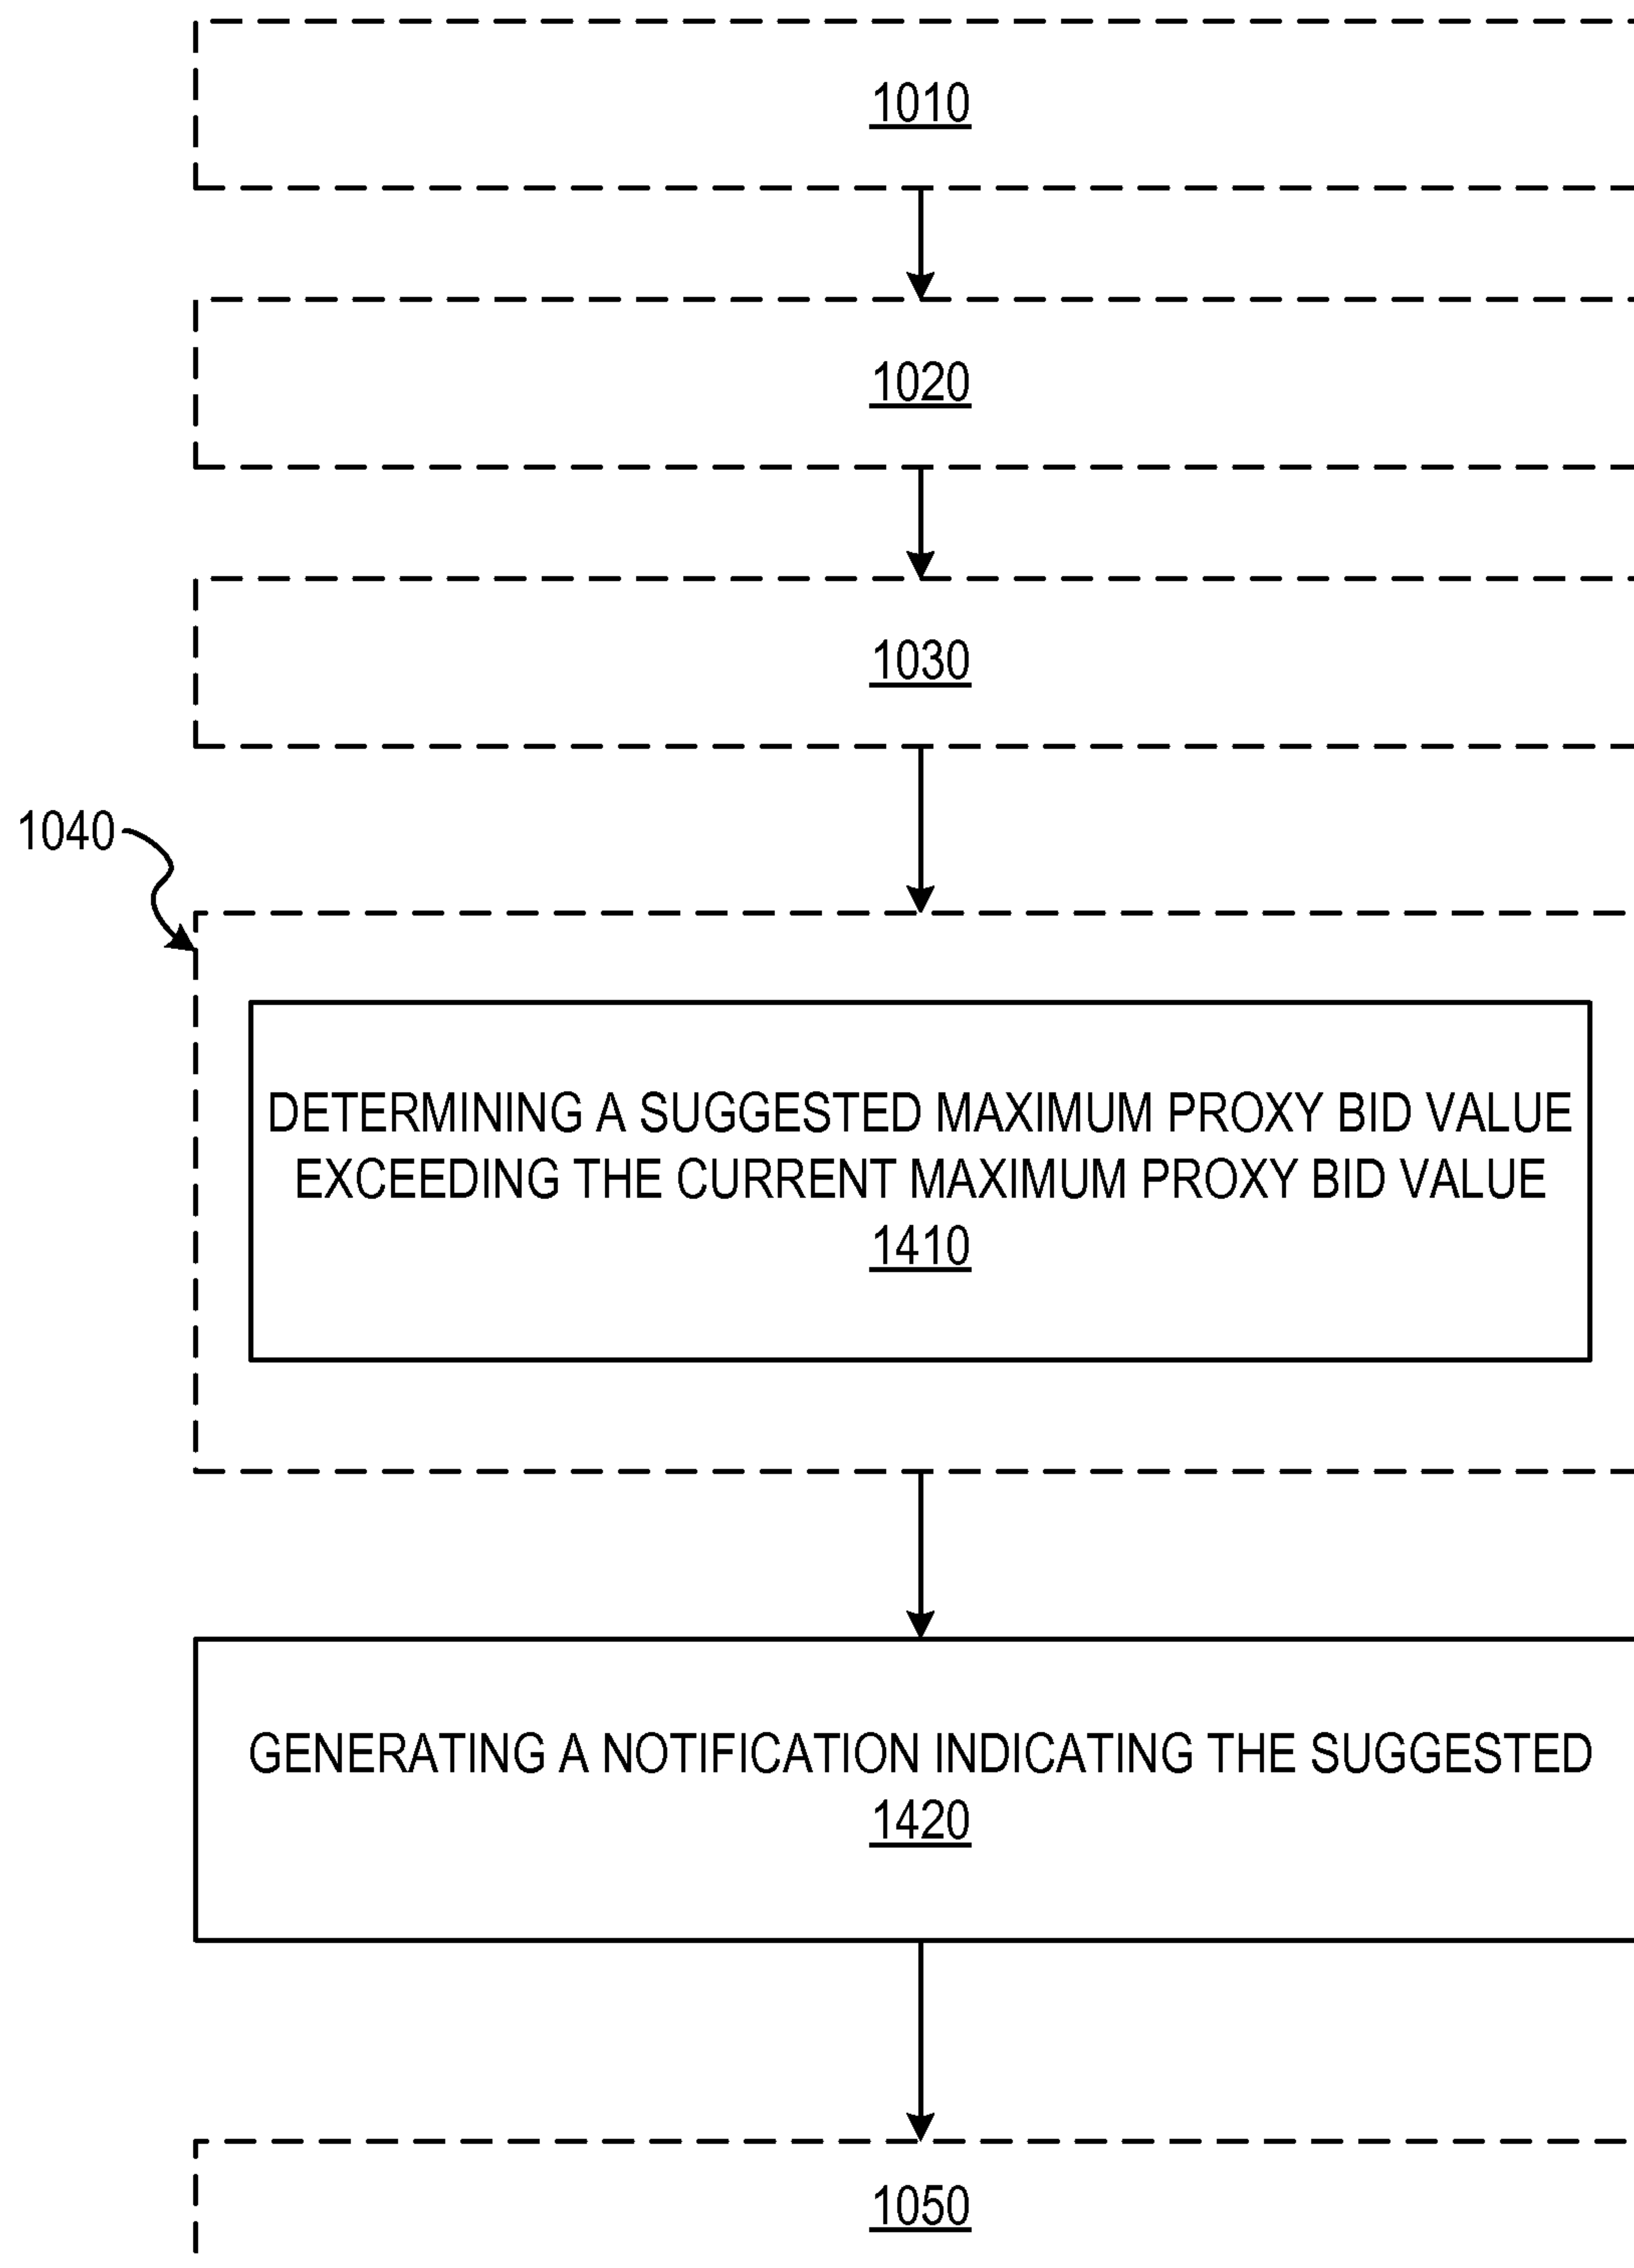 1010
1020
1030
1040
DETERMINING A SUGGESTED MAXIMUM PROXY BID VALUE
EXCEEDING THE CURRENT MAXIMUM PROXY BID VALUE
1410
GENERATING A NOTIFICATION INDICATING THE SUGGESTED
1420
1050